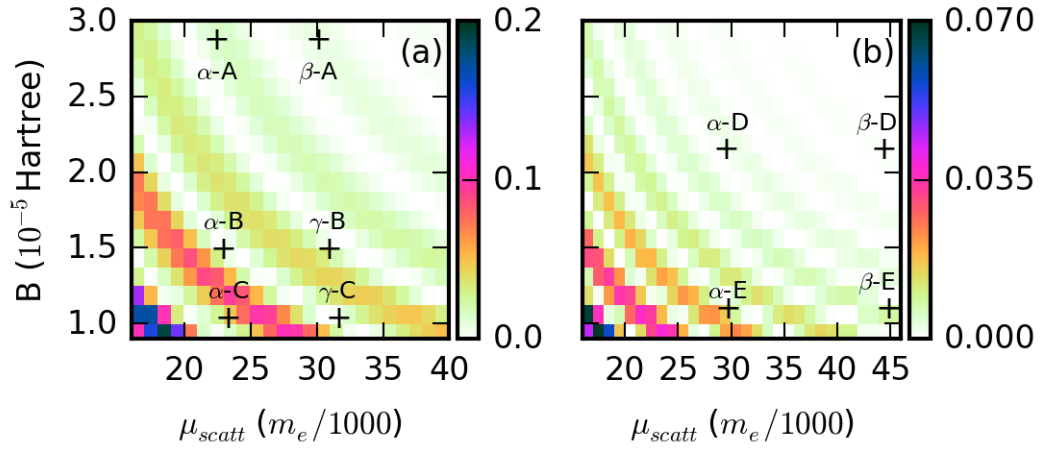 3.0
2.5
2.0
1.5
1.0
B (10⁻⁵ Hartree)
(a)
α-A
β-A
α-B
γ-B
α-C
γ-C
20 25 30 35 40
μ_scatt (m_e/1000)
0.2
0.1
0.0
(b)
α-D
β-D
α-E
β-E
20 25 30 35 40 45
μ_scatt (m_e/1000)
0.070
0.035
0.000